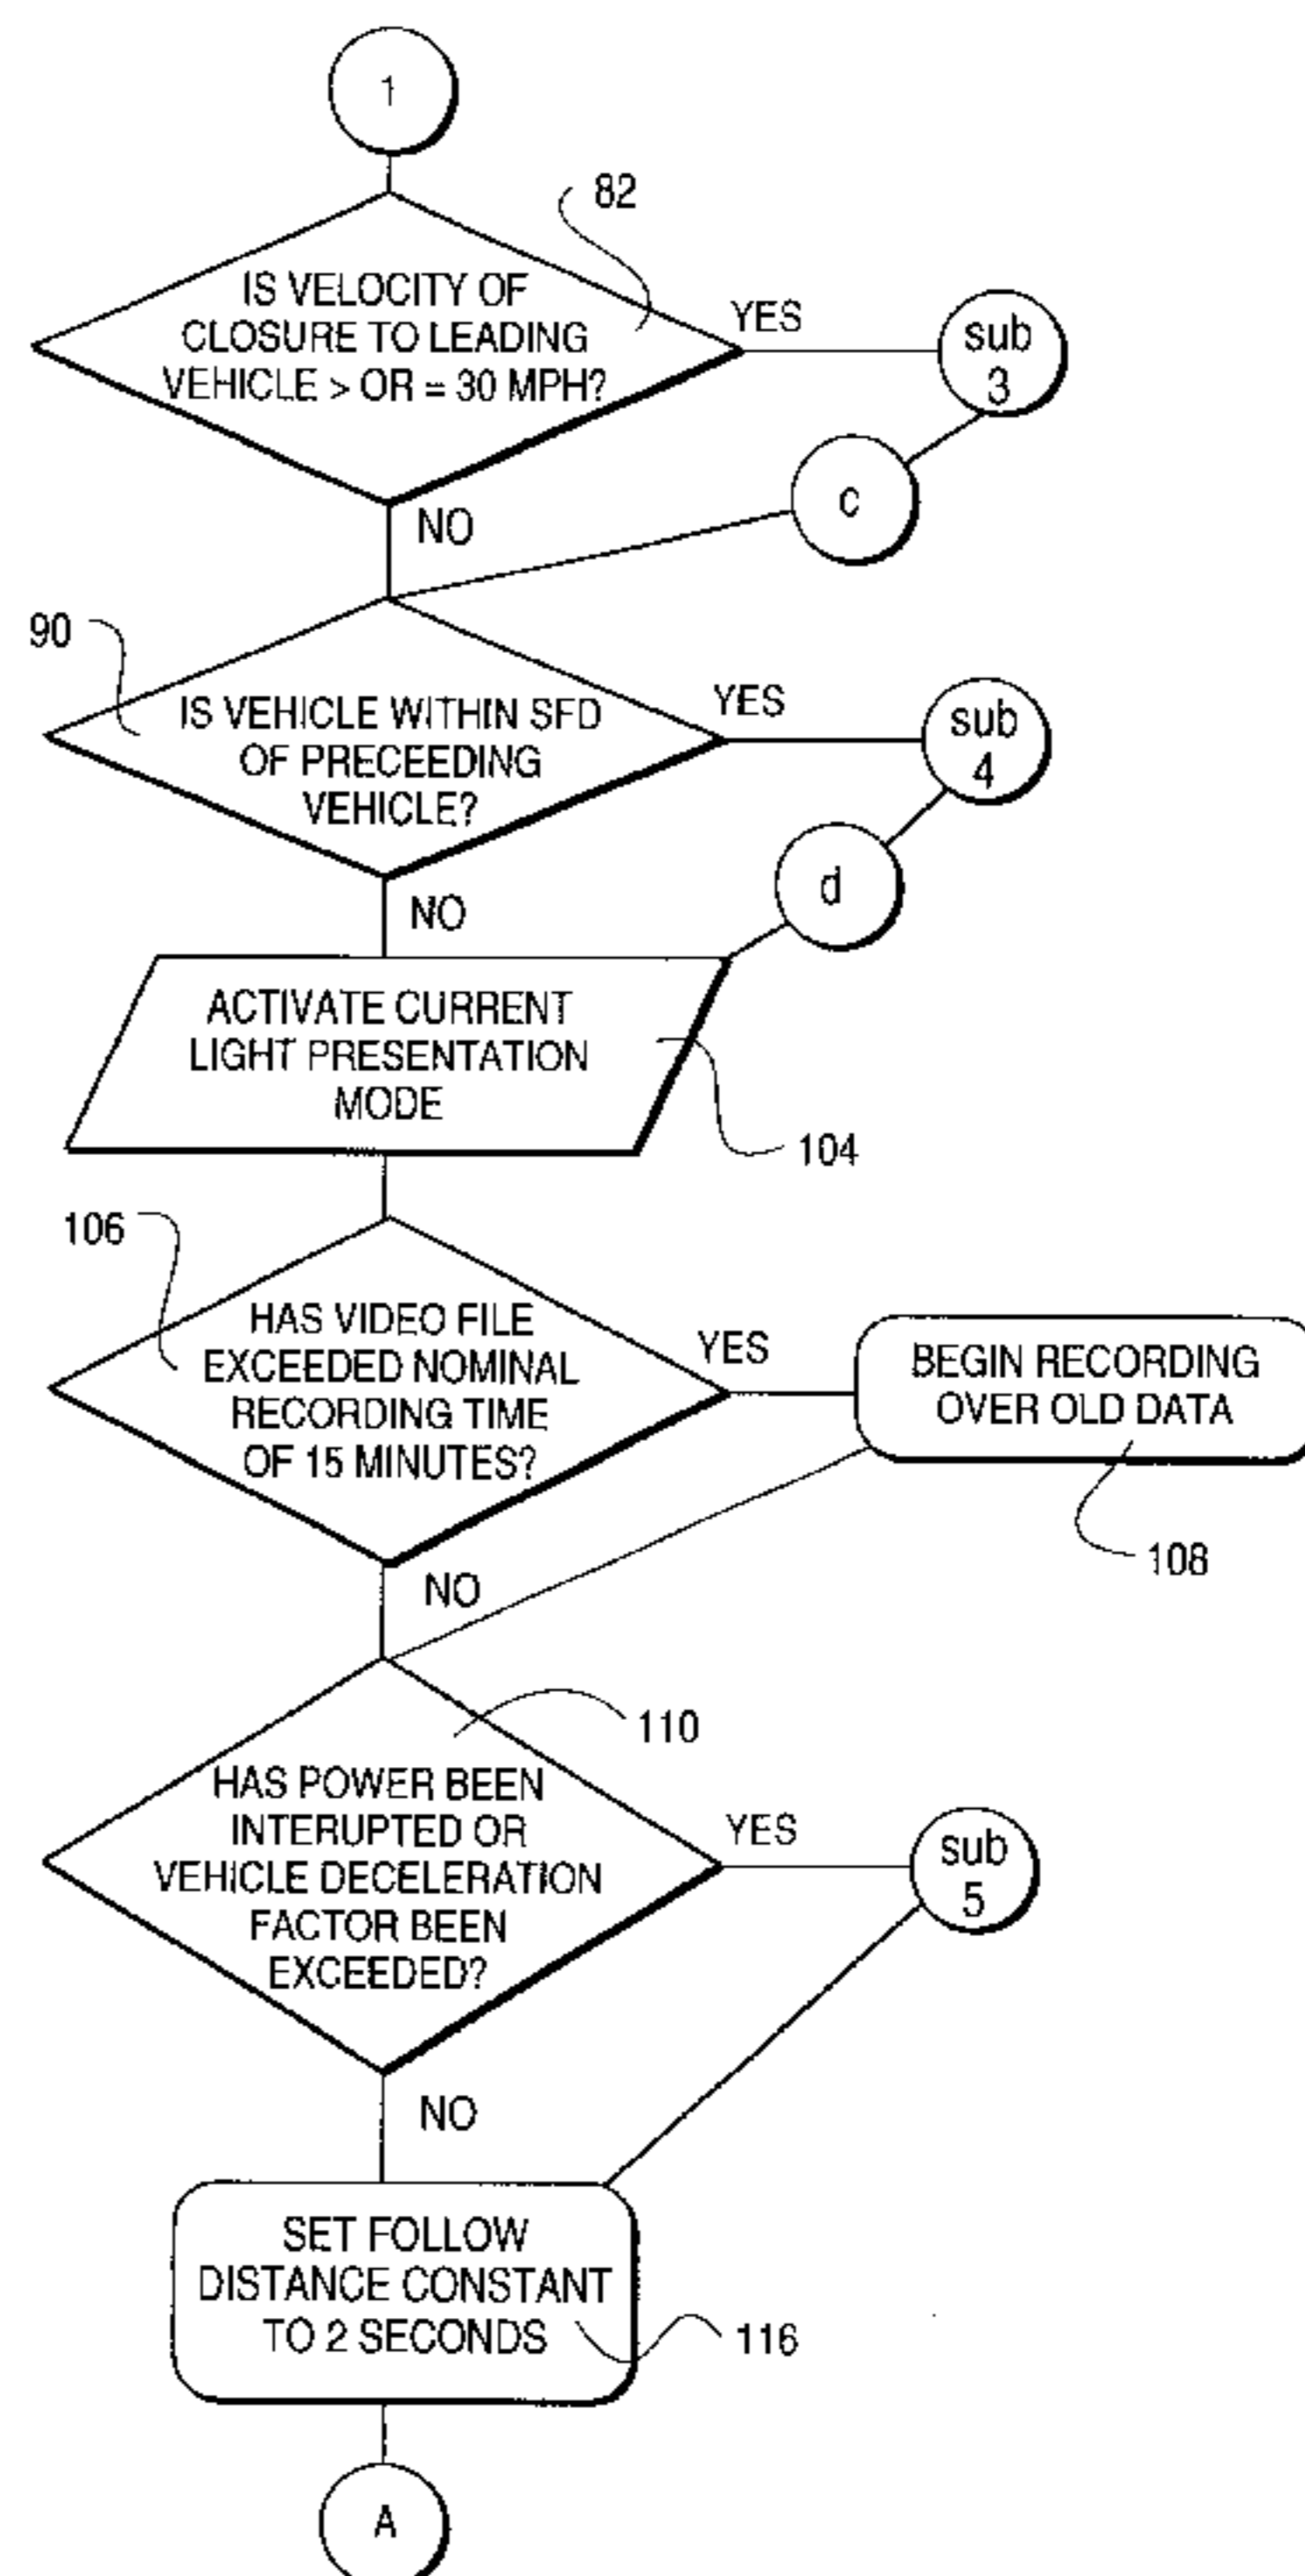 1
82
IS VELOCITY OF
CLOSURE TO LEADING
VEHICLE > OR = 30 MPH?
YES
sub
3
c
NO
90
IS VEHICLE WITHIN SFD
OF PRECEEDING
VEHICLE?
YES
sub
4
d
NO
ACTIVATE CURRENT
LIGHT PRESENTATION
MODE
104
106
HAS VIDEO FILE
EXCEEDED NOMINAL
RECORDING TIME
OF 15 MINUTES?
YES
BEGIN RECORDING
OVER OLD DATA
108
NO
110
HAS POWER BEEN
INTERUPTED OR
VEHICLE DECELERATION
FACTOR BEEN
EXCEEDED?
YES
sub
5
NO
SET FOLLOW
DISTANCE CONSTANT
TO 2 SECONDS
116
A